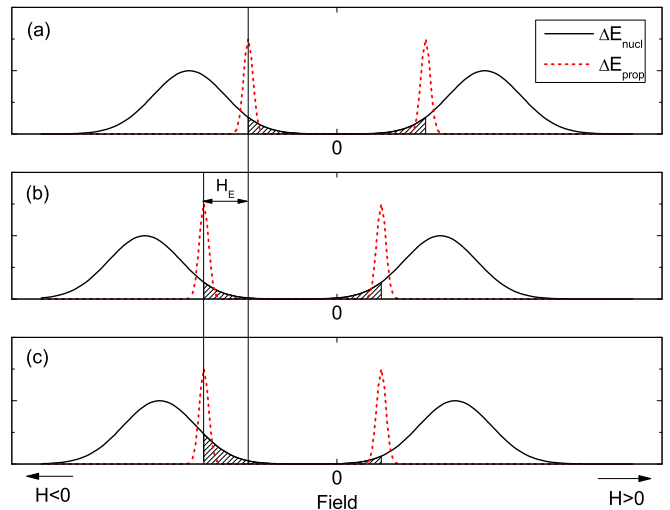 (a)
ΔE_nucl
ΔE_prop
0
(b)
H_E
0
(c)
0
H<0
Field
H>0